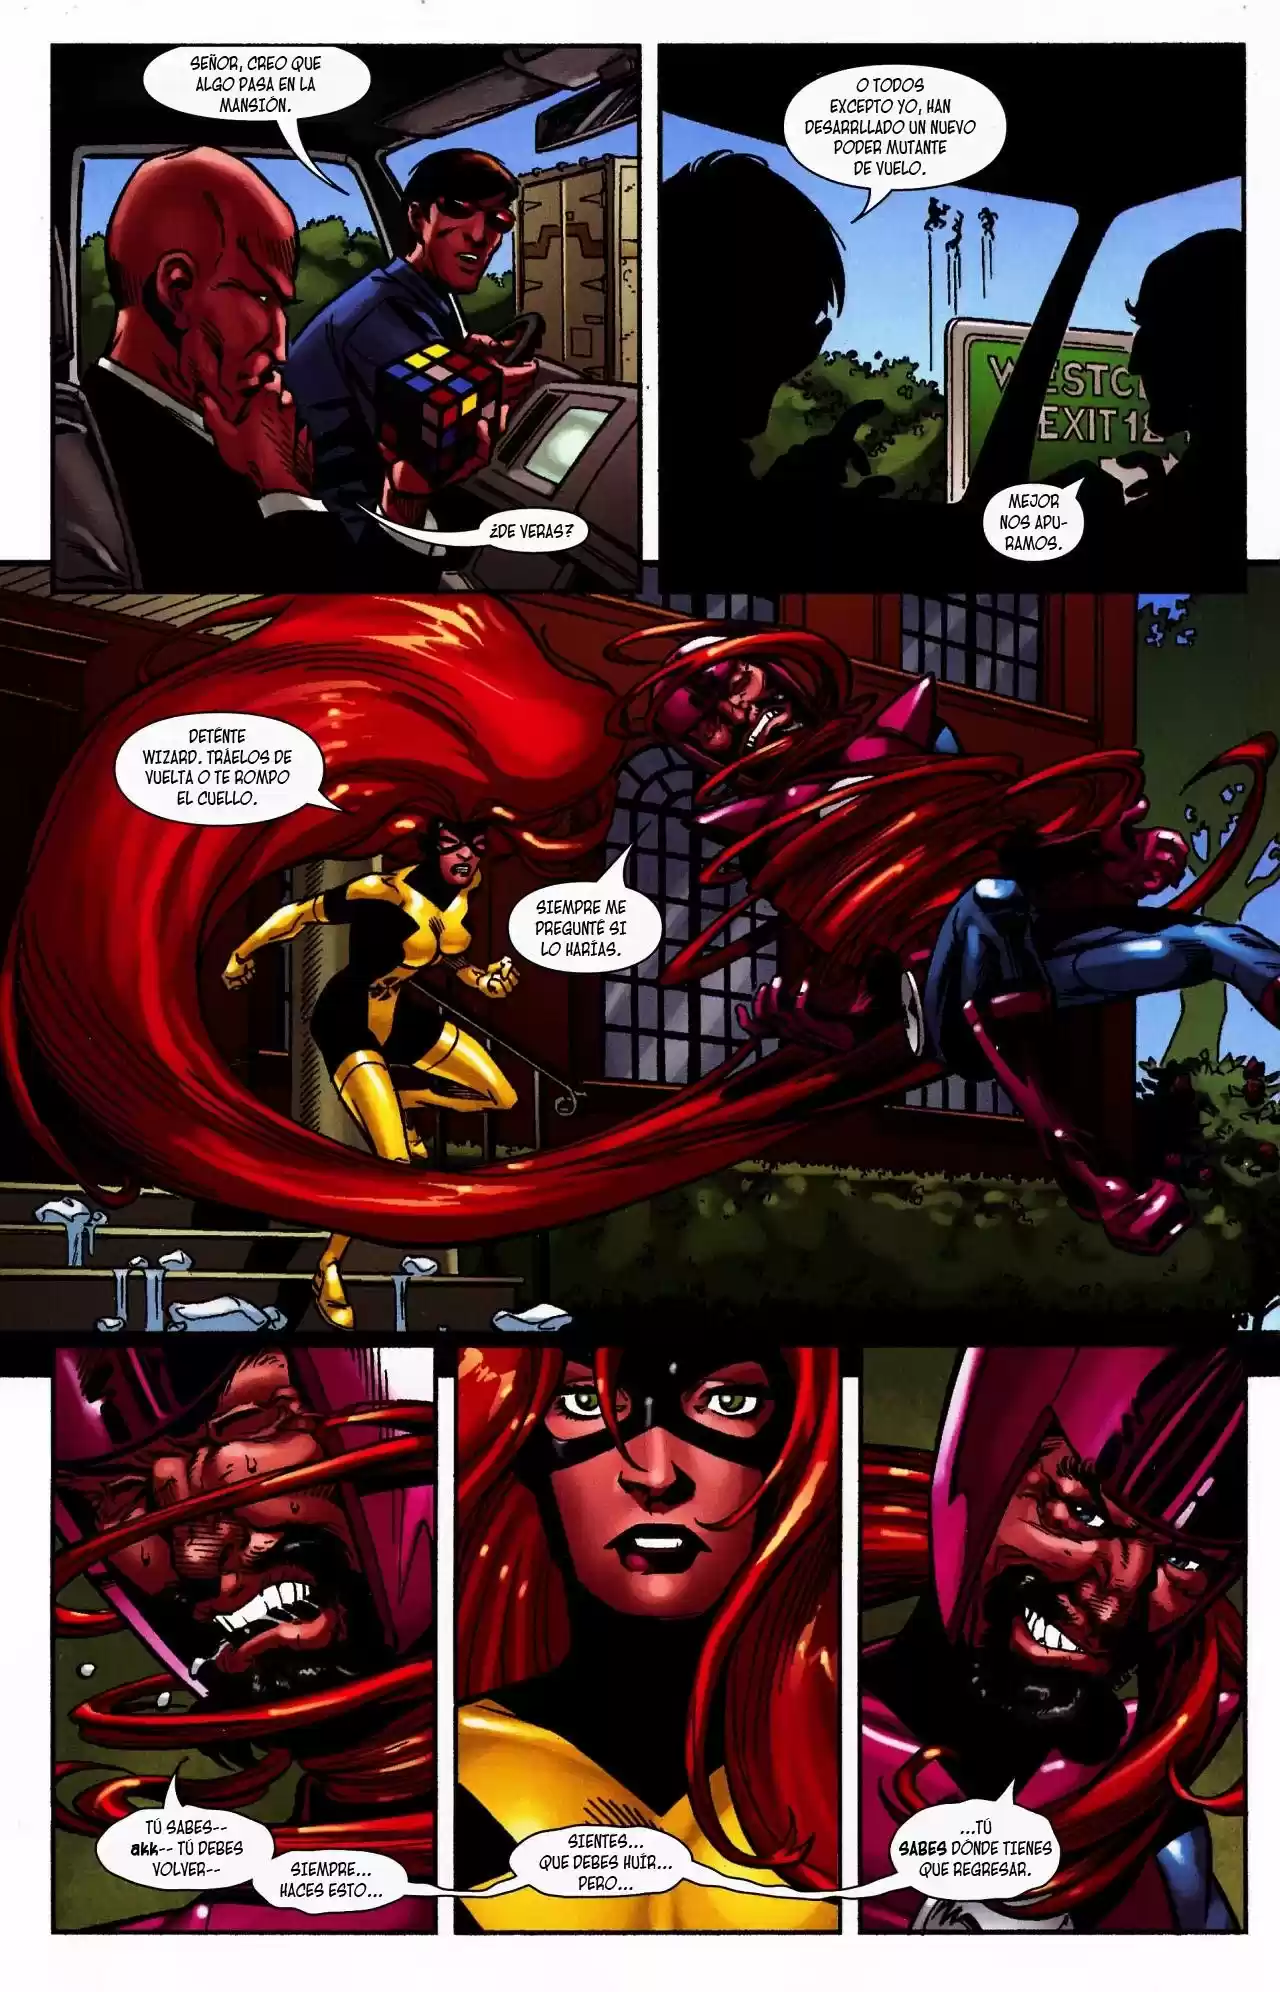 SEÑOR, CREO QUE
ALGO PASA EN LA
MANSIÓN.
¿DE VERAS?
O TODOS
EXCEPTO YO, HAN
DESARRLLADO UN NUEVO
PODER MUTANTE
DE VUELO.
WESTC
EXIT 12
MEJOR
NOS APU-
RAMOS.
DETÉNTE
WIZARD. TRÁELOS DE
VUELTA O TE ROMPO
EL CUELLO.
SIEMPRE ME
PREGUNTÉ SI
LO HARÍAS.
TÚ SABES--
akk-- TÚ DEBES
VOLVER--
SIEMPRE...
HACES ESTO...
SIENTES...
QUE DEBES HUÍR...
PERO...
...TÚ
SABES DÓNDE TIENES
QUE REGRESAR.